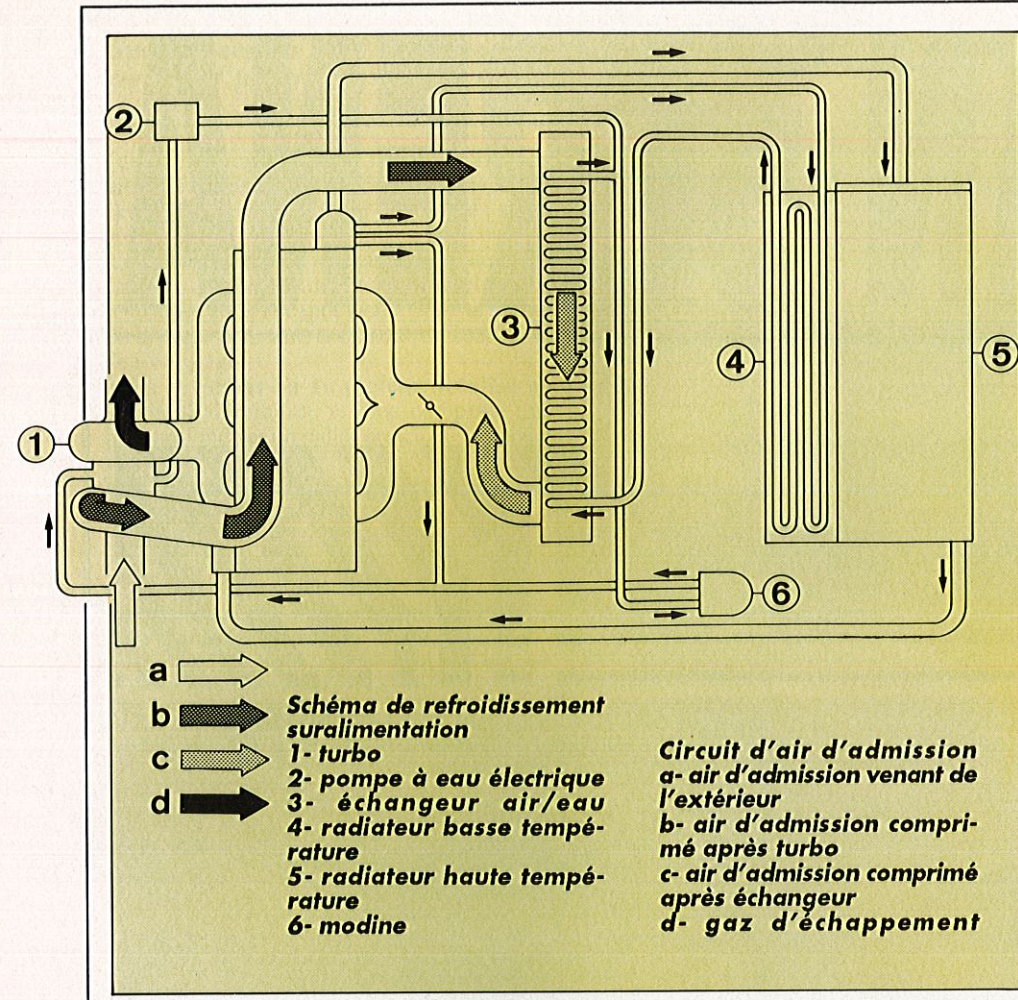 2
3
4
5
1
6
a
b
c
d
Schéma de refroidissement
suralimentation
1- turbo
2- pompe à eau électrique
3- échangeur air/eau
4- radiateur basse tempé-
rature
5- radiateur haute tempé-
rature
6- modine
Circuit d'air d'admission
a- air d'admission venant de
l'extérieur
b- air d'admission compri-
mé après turbo
c- air d'admission comprimé
après échangeur
d- gaz d'échappement